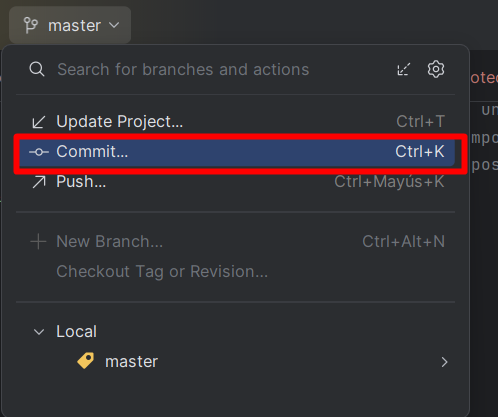 master
Search for branches and actions
Update Project... Ctrl+T
Commit... Ctrl+K
Push... Ctrl+Mayús+K
New Branch... Ctrl+Alt+N
Checkout Tag or Revision...
Local
master